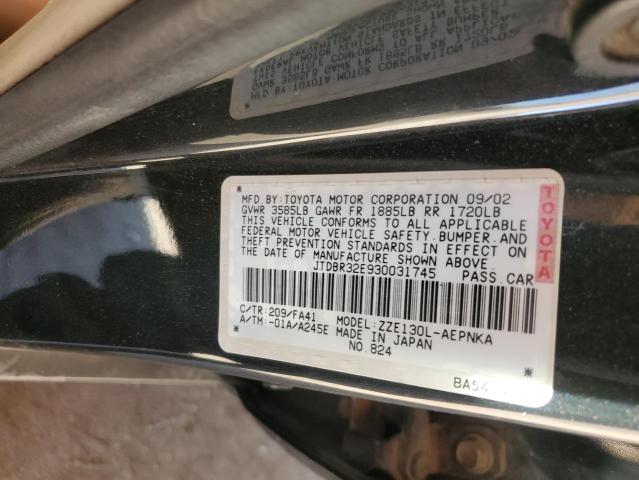 MFD.BY:TOYOTA MOTOR CORPORATION 09/02
GVWR 3585LB GAWR FR 1885LB RR 1720LB
THIS VEHICLE CONFORMS TO ALL APPLICABLE
FEDERAL MOTOR VEHICLE SAFETY.BUMPER.AND
THEFT PREVENTION STANDARDS IN EFFECT ON
THE DATE OF MANUFACTURE SHOWN ABOVE.
JTDBR32E930031745 PASS.CAR
TOYOTA
* *
C/TR:209/FA41 MODEL:ZZE130L-AEPNKA
A/TM:-01A/A245E MADE IN JAPAN
* NO.824
BA54